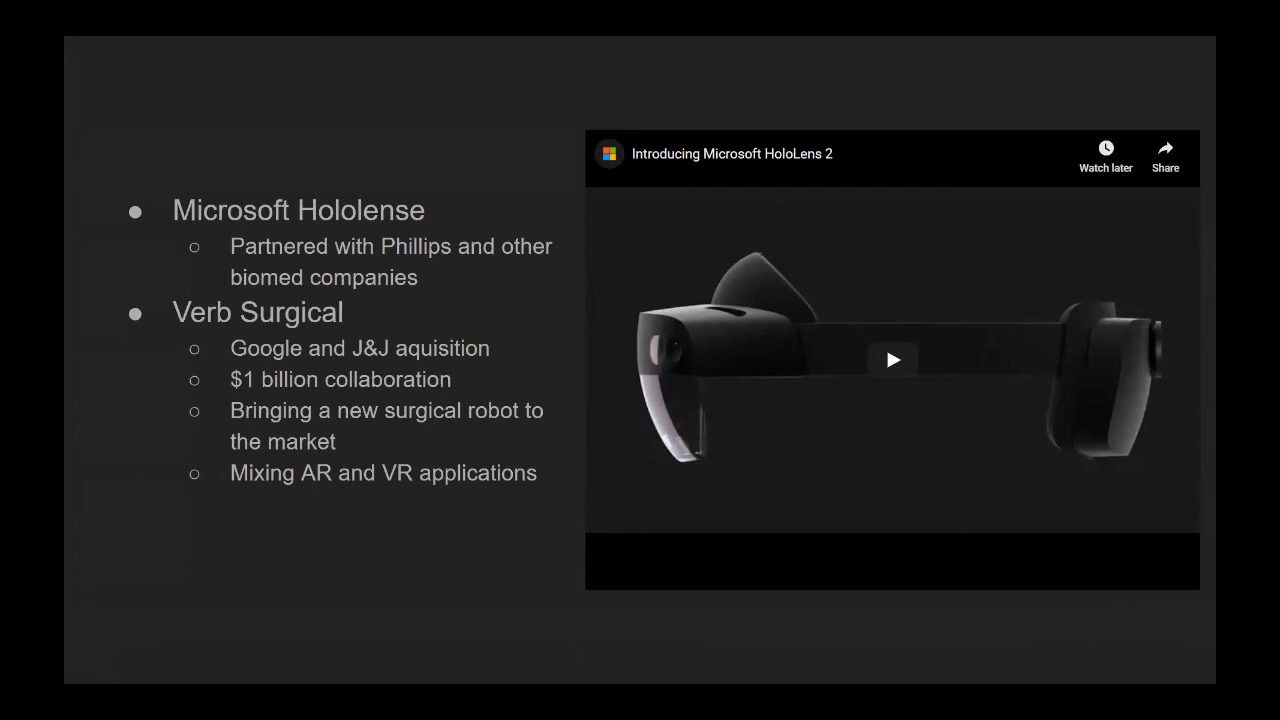 Microsoft Hololense
Partnered with Phillips and other
biomed companies
Verb Surgical
Google and J&J aquisition
$1 billion collaboration
Bringing a new surgical robot to
the market
Mixing AR and VR applications
Introducing Microsoft HoloLens 2
Watch later
Share